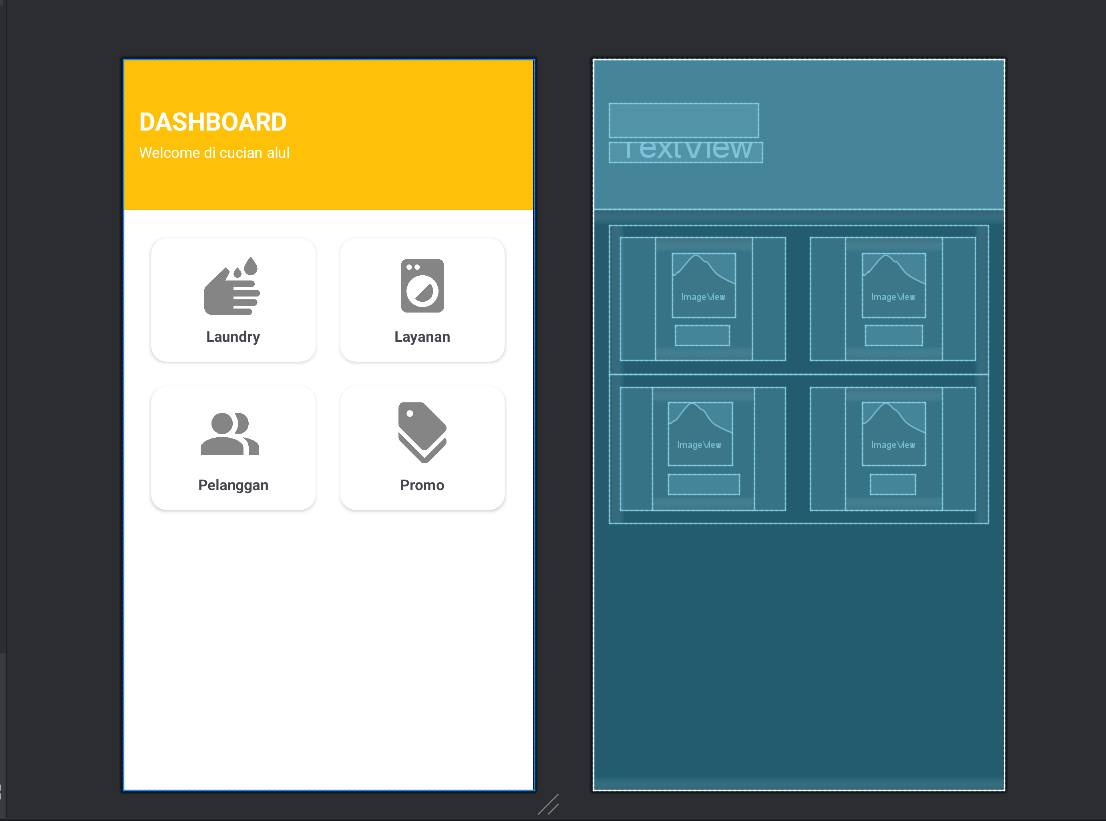 DASHBOARD
Welcome di cucian alul
Laundry
Layanan
Pelanggan
Promo
TextView
ImageView
ImageView
ImageView
ImageView